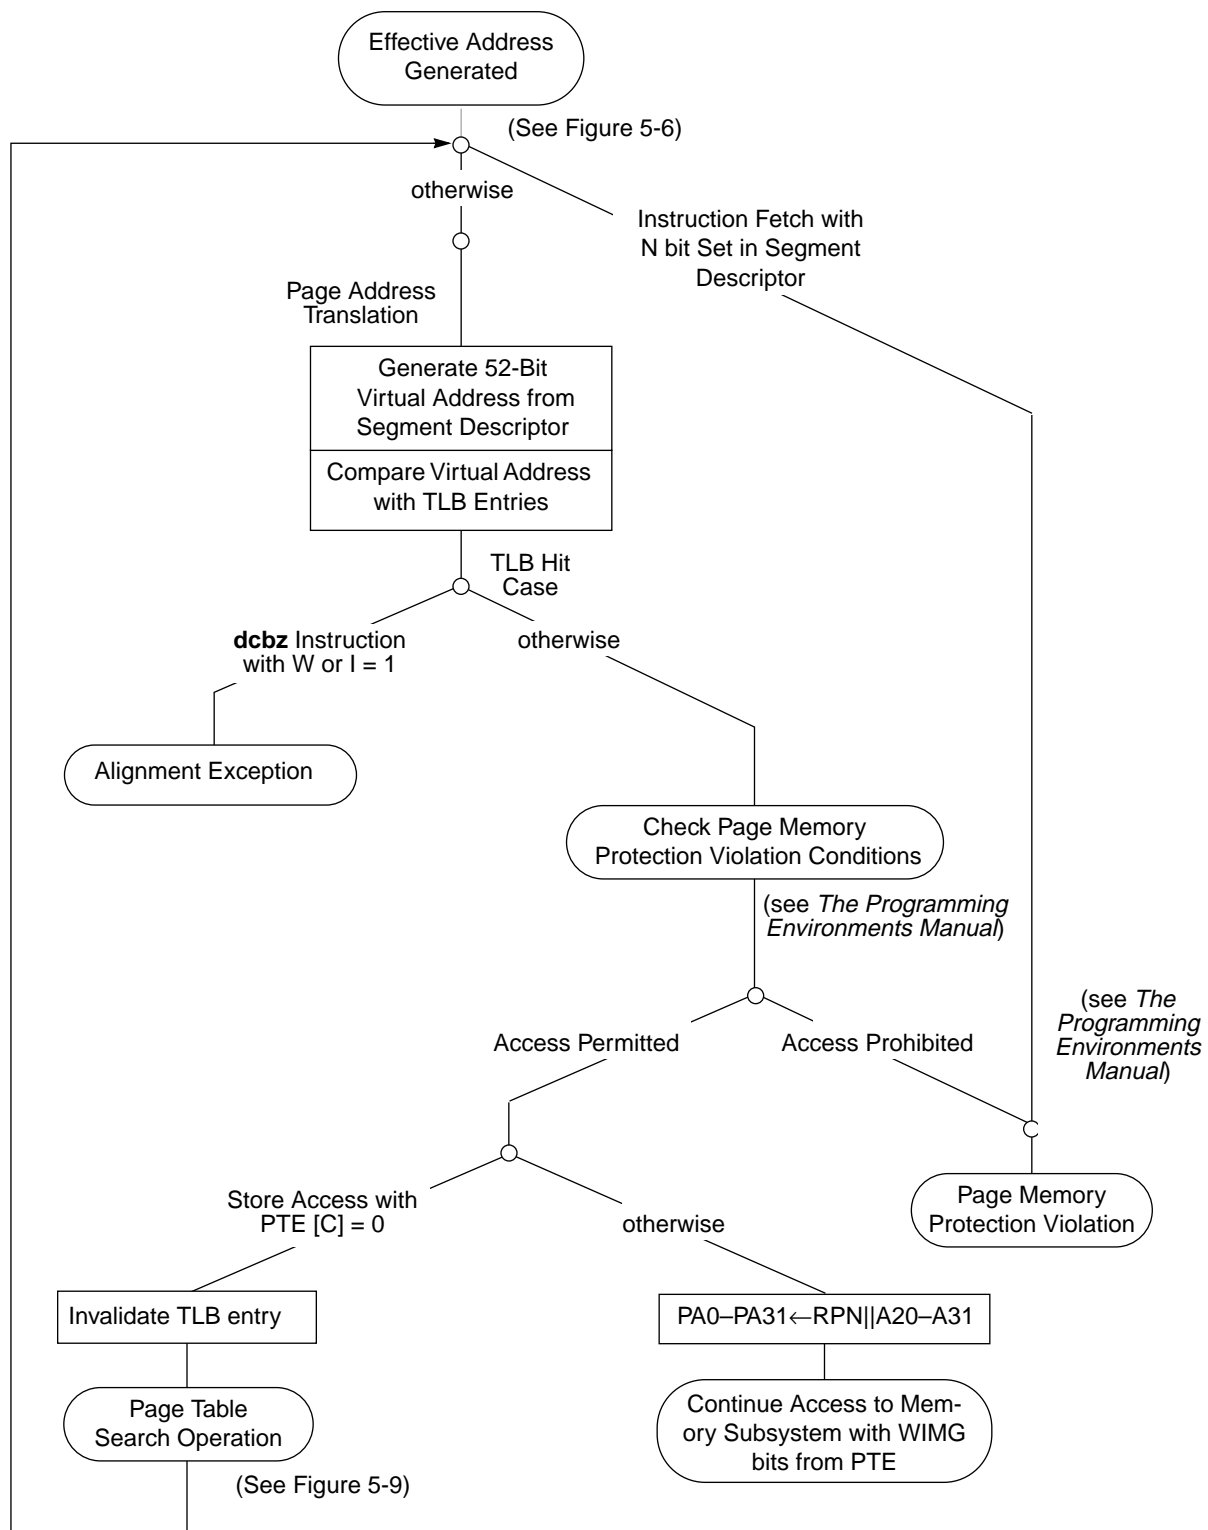 Effective Address
Generated
(See Figure 5-6)
otherwise
Instruction Fetch with
N bit Set in Segment
Descriptor
Page Address
Translation
Generate 52-Bit
Virtual Address from
Segment Descriptor
Compare Virtual Address
with TLB Entries
TLB Hit
Case
dcbz Instruction
with W or I = 1
otherwise
Alignment Exception
Check Page Memory
Protection Violation Conditions
(see The Programming
Environments Manual)
(see The
Programming
Environments
Manual)
Access Permitted
Access Prohibited
Page Memory
Protection Violation
Store Access with
PTE [C] = 0
otherwise
Invalidate TLB entry
PA0–PA31←RPN||A20–A31
Page Table
Search Operation
Continue Access to Mem-
ory Subsystem with WIMG
bits from PTE
(See Figure 5-9)